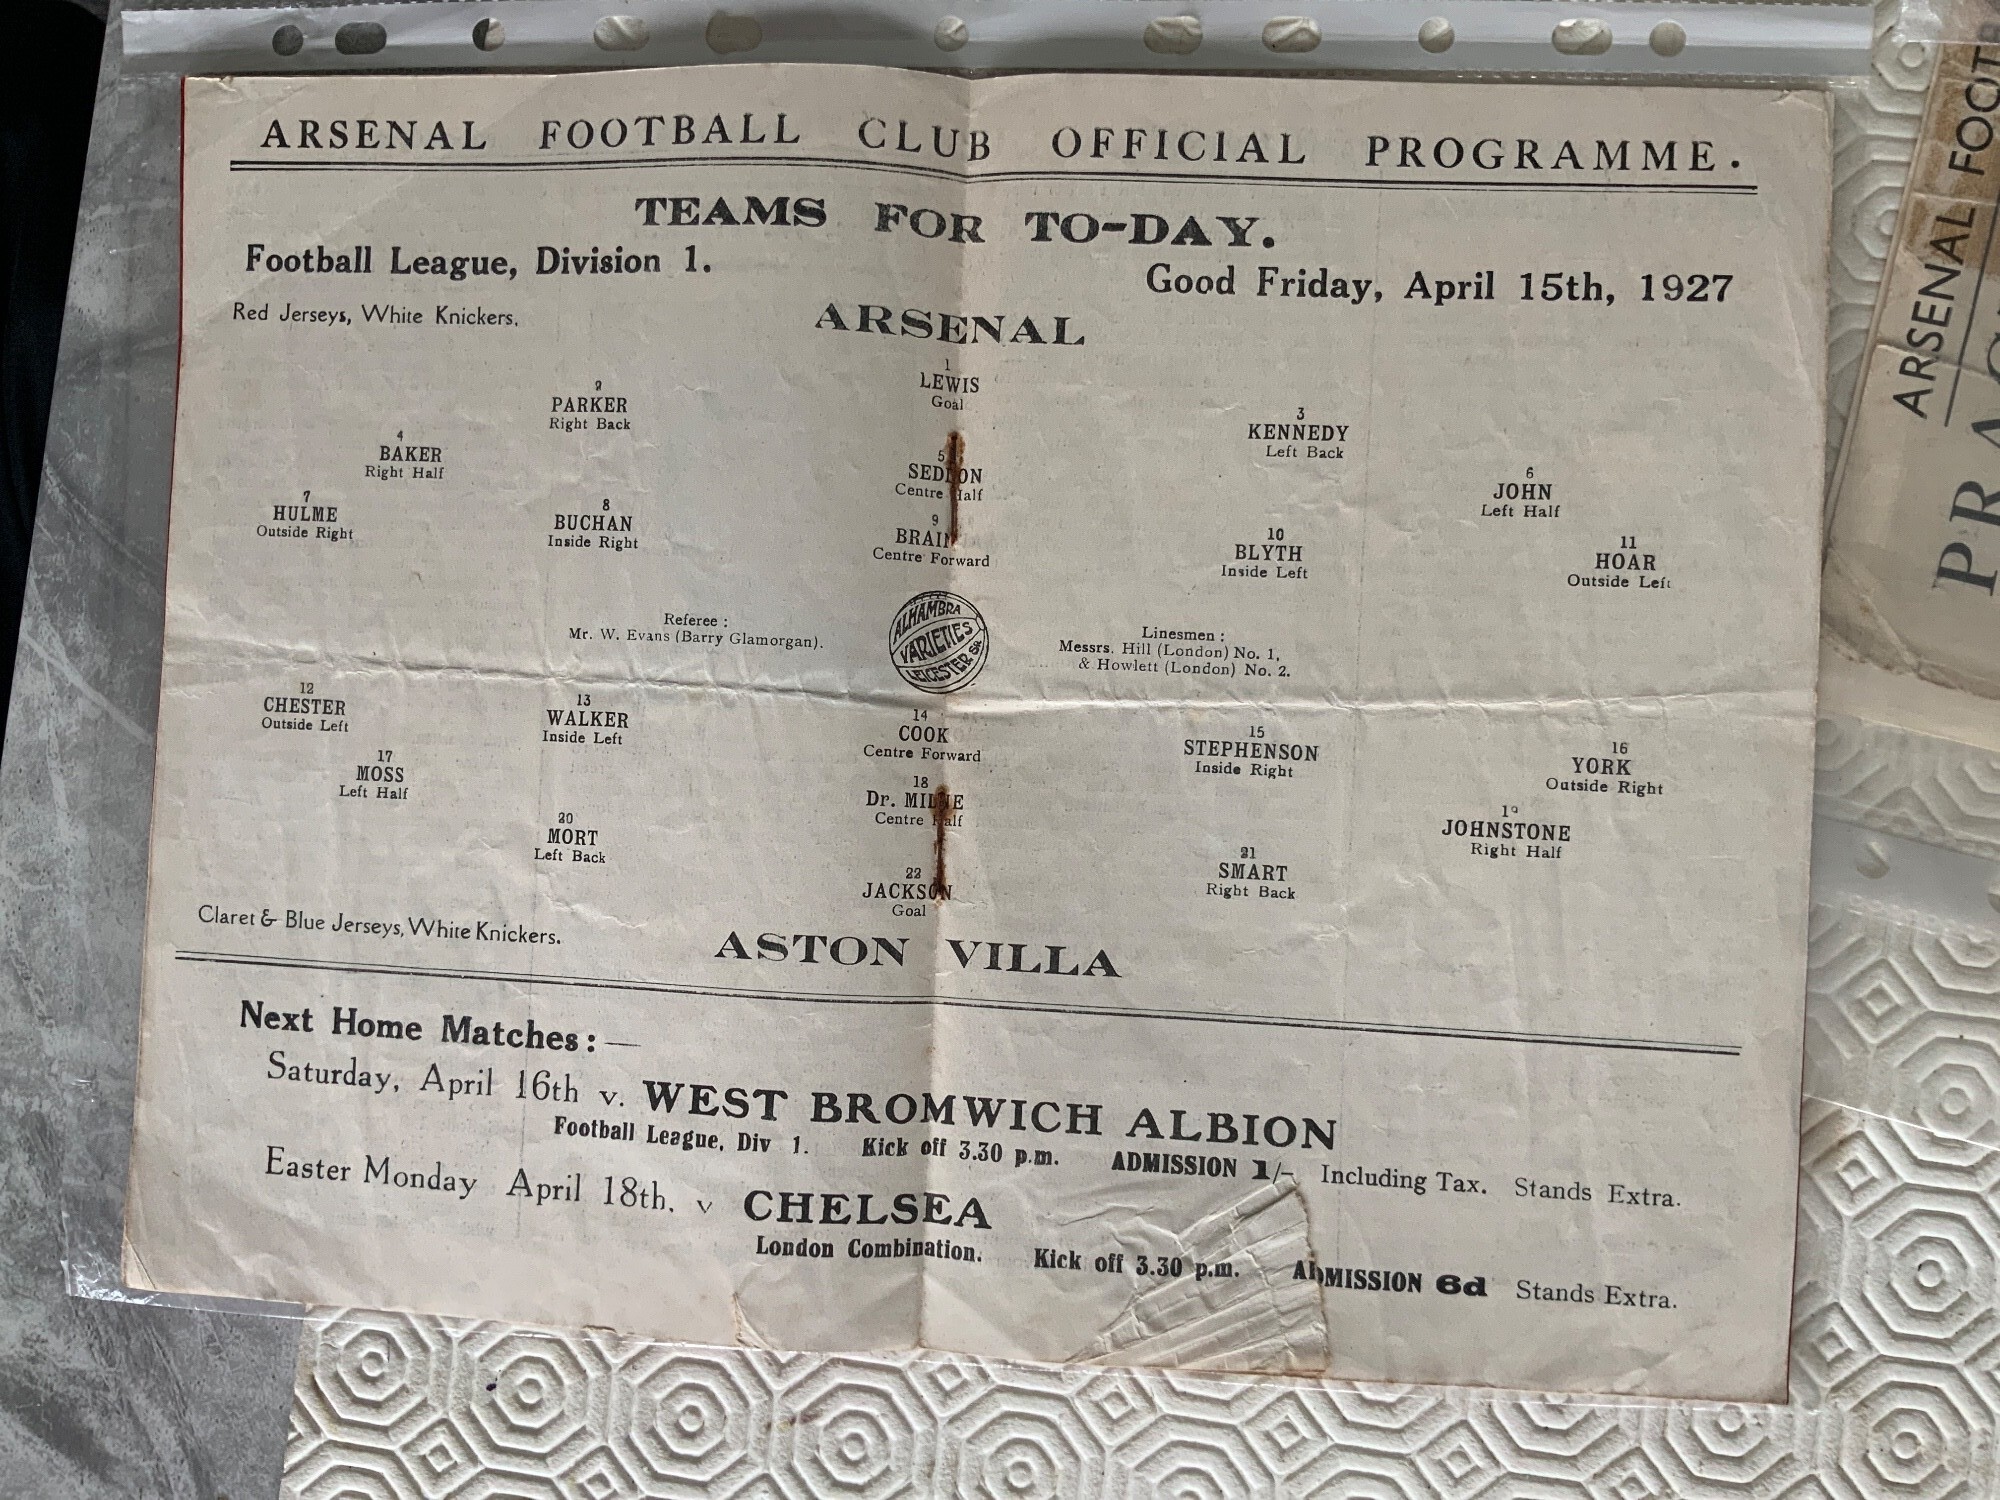 ARSENAL FOOTBALL CLUB OFFICIAL PROGRAMME.
TEAMS FOR TO-DAY.
Football League, Division 1.
Good Friday, April 15th, 1927
Red Jerseys, White Knickers.
ARSENAL
1
LEWIS
Goal
2
PARKER
Right Back
3
KENNEDY
Left Back
4
BAKER
Right Half
5
SEDDON
Centre Half
6
JOHN
Left Half
7
HULME
Outside Right
8
BUCHAN
Inside Right
9
BRAIN
Centre Forward
10
BLYTH
Inside Left
11
HOAR
Outside Left
Referee :
Mr. W. Evans (Barry Glamorgan).
ALHAMBRA
VARIETIES
LEICESTER SQ
Linesmen :
Messrs. Hill (London) No. 1,
& Howlett (London) No. 2.
12
CHESTER
Outside Left
13
WALKER
Inside Left
14
COOK
Centre Forward
15
STEPHENSON
Inside Right
16
YORK
Outside Right
17
MOSS
Left Half
18
Dr. MILNE
Centre Half
19
JOHNSTONE
Right Half
20
MORT
Left Back
21
SMART
Right Back
22
JACKSON
Goal
Claret & Blue Jerseys, White Knickers.
ASTON VILLA
Next Home Matches :—
Saturday, April 16th v. WEST BROMWICH ALBION
Football League, Div 1. Kick off 3.30 p.m. ADMISSION 1/- Including Tax. Stands Extra.
Easter Monday April 18th. v CHELSEA
London Combination. Kick off 3.30 p.m. ADMISSION 6d Stands Extra.
ARSENAL